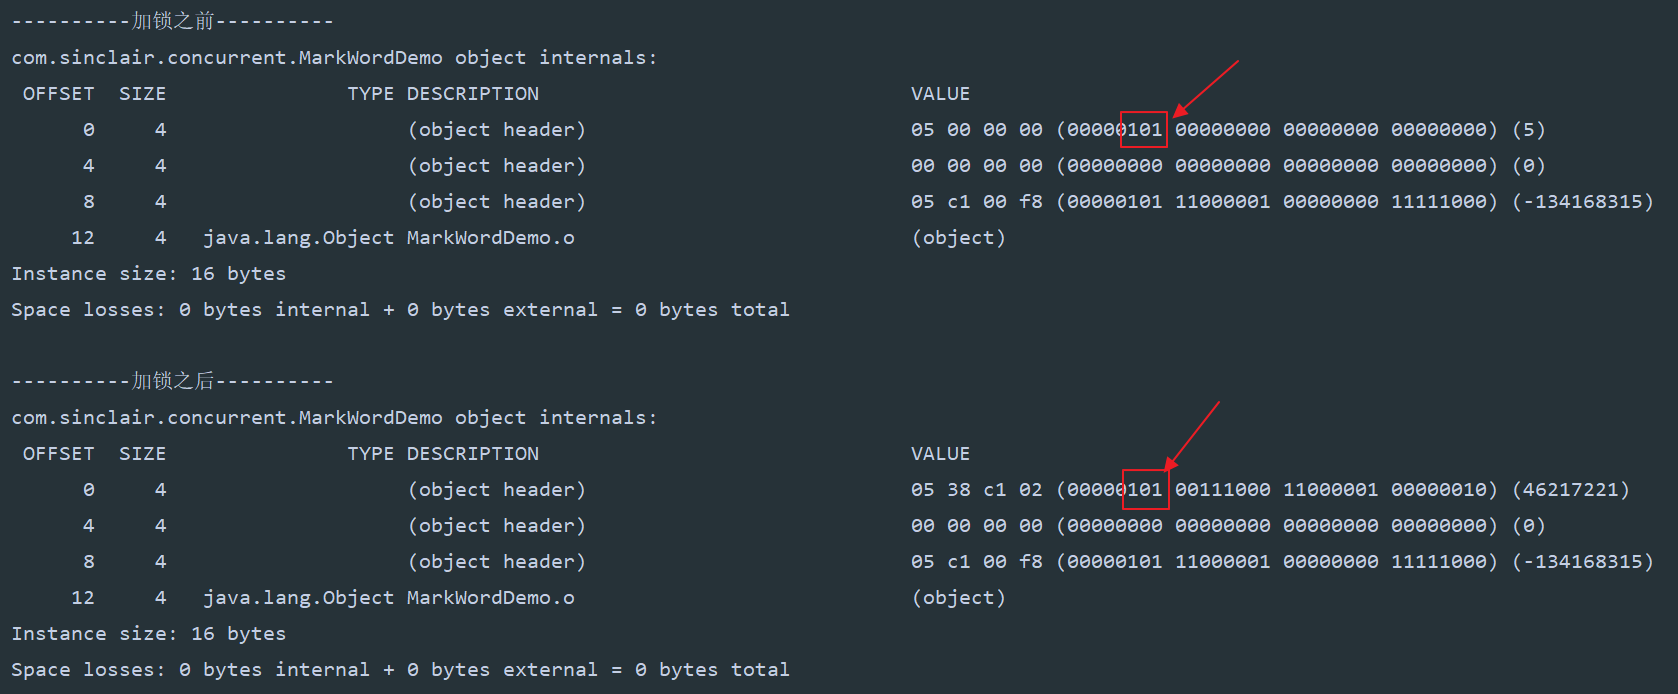 ----------加锁之前----------
com.sinclair.concurrent.MarkWordDemo object internals:
 OFFSET  SIZE               TYPE DESCRIPTION                               VALUE
      0     4                    (object header)                           05 00 00 00 (00000101 00000000 00000000 00000000) (5)
      4     4                    (object header)                           00 00 00 00 (00000000 00000000 00000000 00000000) (0)
      8     4                    (object header)                           05 c1 00 f8 (00000101 11000001 00000000 11111000) (-134168315)
     12     4   java.lang.Object MarkWordDemo.o                            (object)
Instance size: 16 bytes
Space losses: 0 bytes internal + 0 bytes external = 0 bytes total

----------加锁之后----------
com.sinclair.concurrent.MarkWordDemo object internals:
 OFFSET  SIZE               TYPE DESCRIPTION                               VALUE
      0     4                    (object header)                           05 38 c1 02 (00000101 00111000 11000001 00000010) (46217221)
      4     4                    (object header)                           00 00 00 00 (00000000 00000000 00000000 00000000) (0)
      8     4                    (object header)                           05 c1 00 f8 (00000101 11000001 00000000 11111000) (-134168315)
     12     4   java.lang.Object MarkWordDemo.o                            (object)
Instance size: 16 bytes
Space losses: 0 bytes internal + 0 bytes external = 0 bytes total